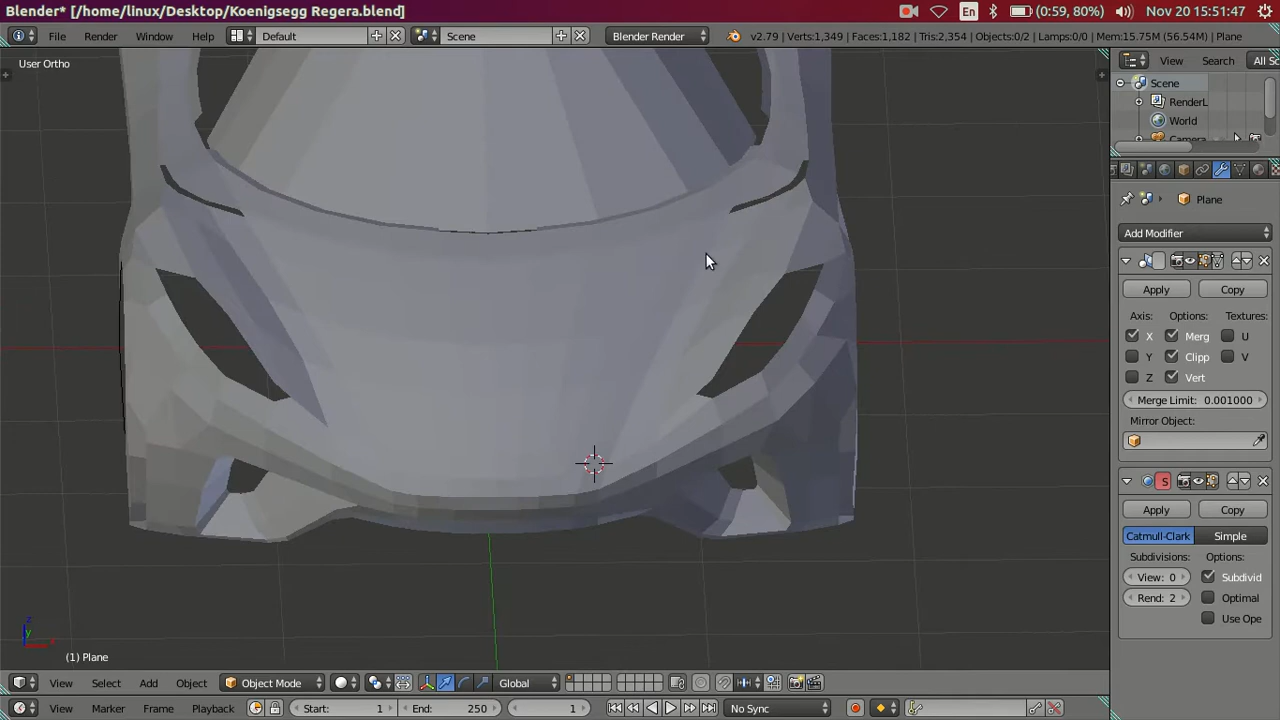 Blender* [/home/linux/Desktop/Koenigsegg Regera.blend]
En
(0:59, 80%)
Nov 20 15:51:47
File Render Window Help
Default
Scene
Blender Render
v2.79 | Verts:1,349 | Faces:1,182 | Tris:2,354 | Objects:0/2 | Lamps:0/0 | Mem:15.75M (56.54M) | Plane
User Ortho
View Search All Sc
Scene
RenderL
World
Camera
Plane
Add Modifier
Apply Copy
Axis: Options: Textures:
X Merg U
Y Clipp V
Z Vert
Merge Limit: 0.001000
Mirror Object:
S
Apply Copy
Catmull-Clark Simple
Subdivisions: Options:
View: 0 Subdivid
Rend: 2 Optimal
Use Ope
z
y
x
(1) Plane
View Select Add Object Object Mode Global
View Marker Frame Playback Start: 1 End: 250 1 No Sync